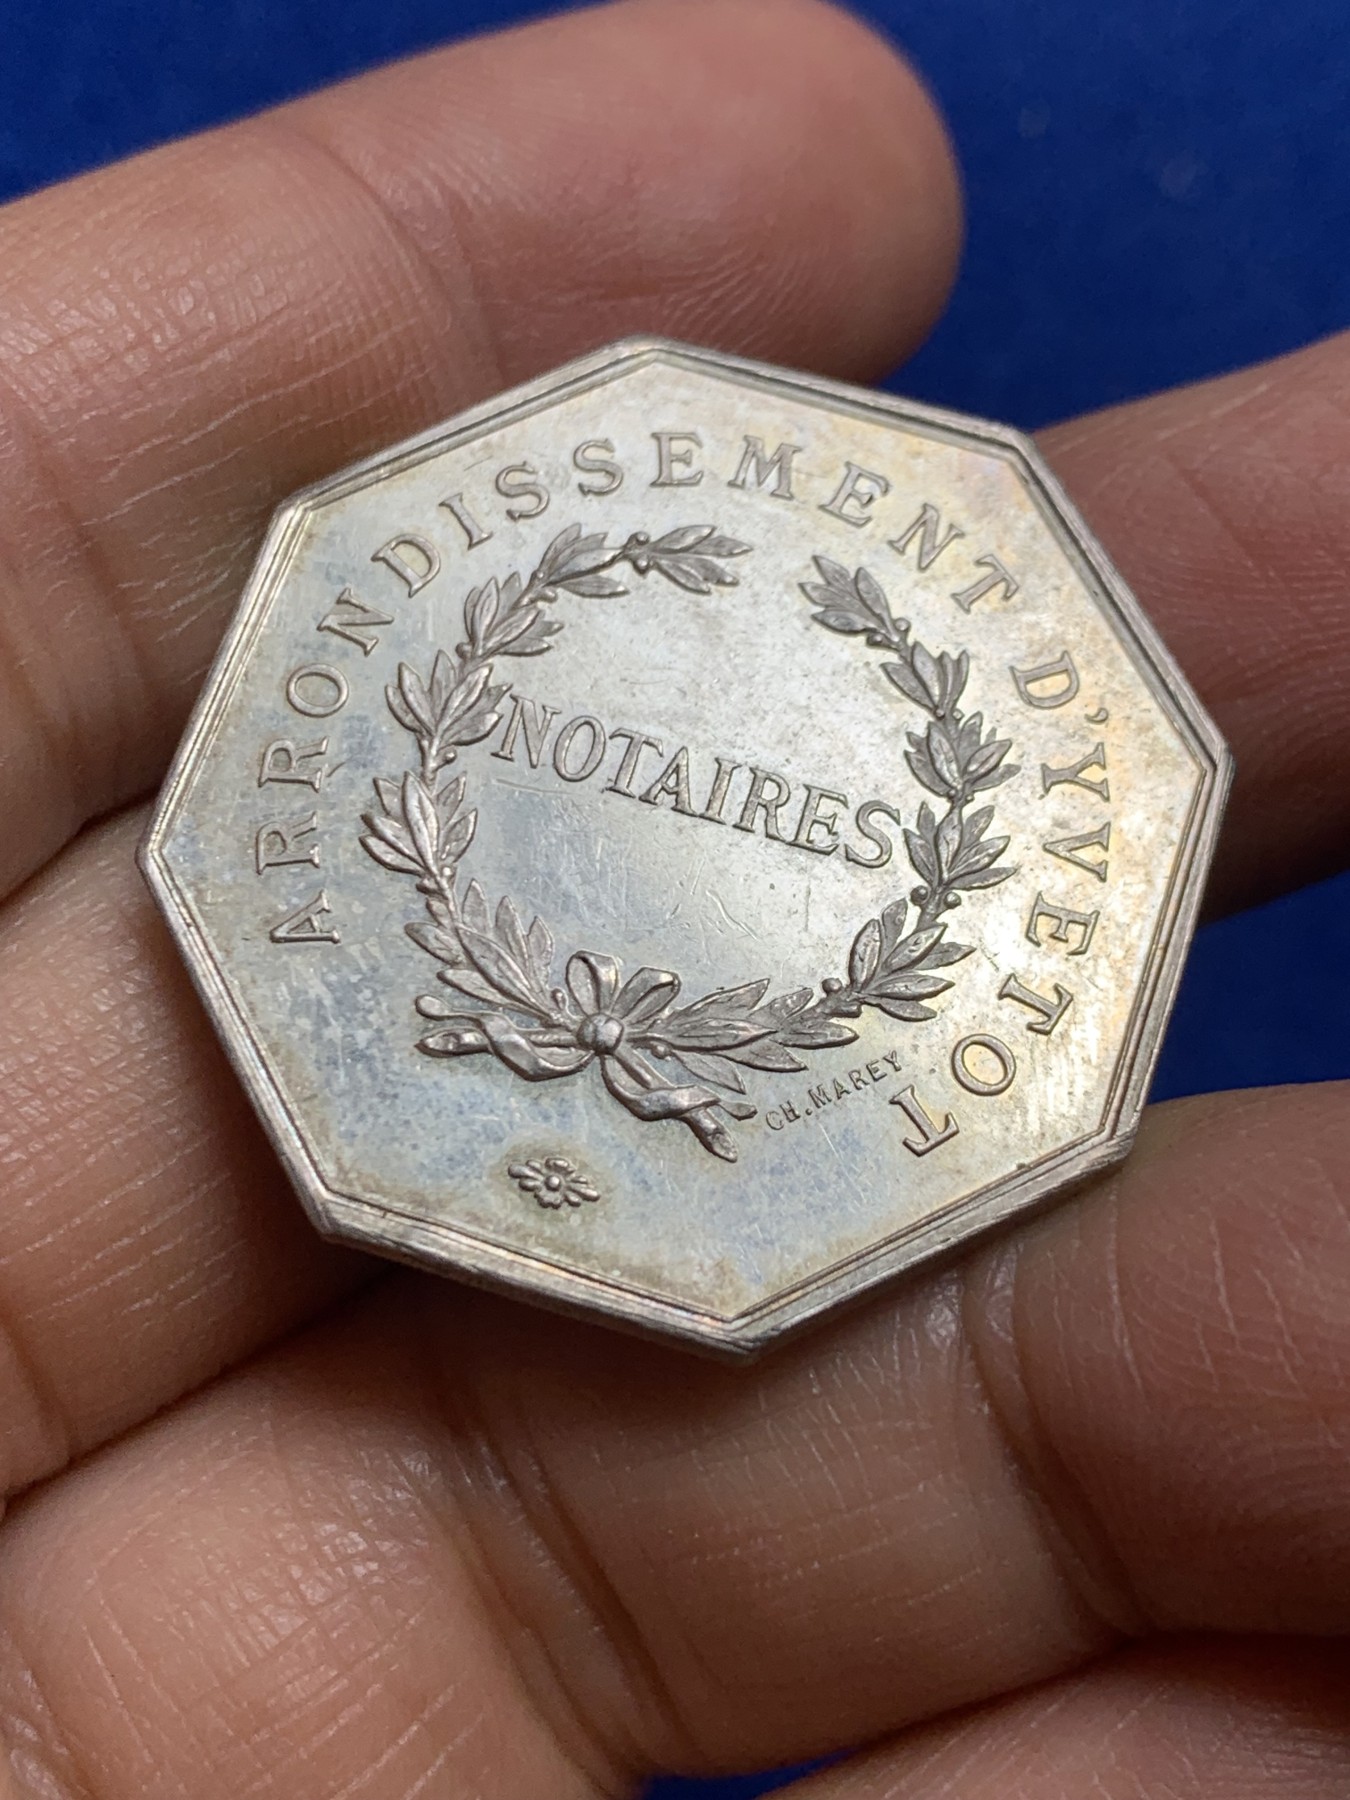 ARRONDISSEMENT D'YVETOT
NOTAIRES
CH. MAREY